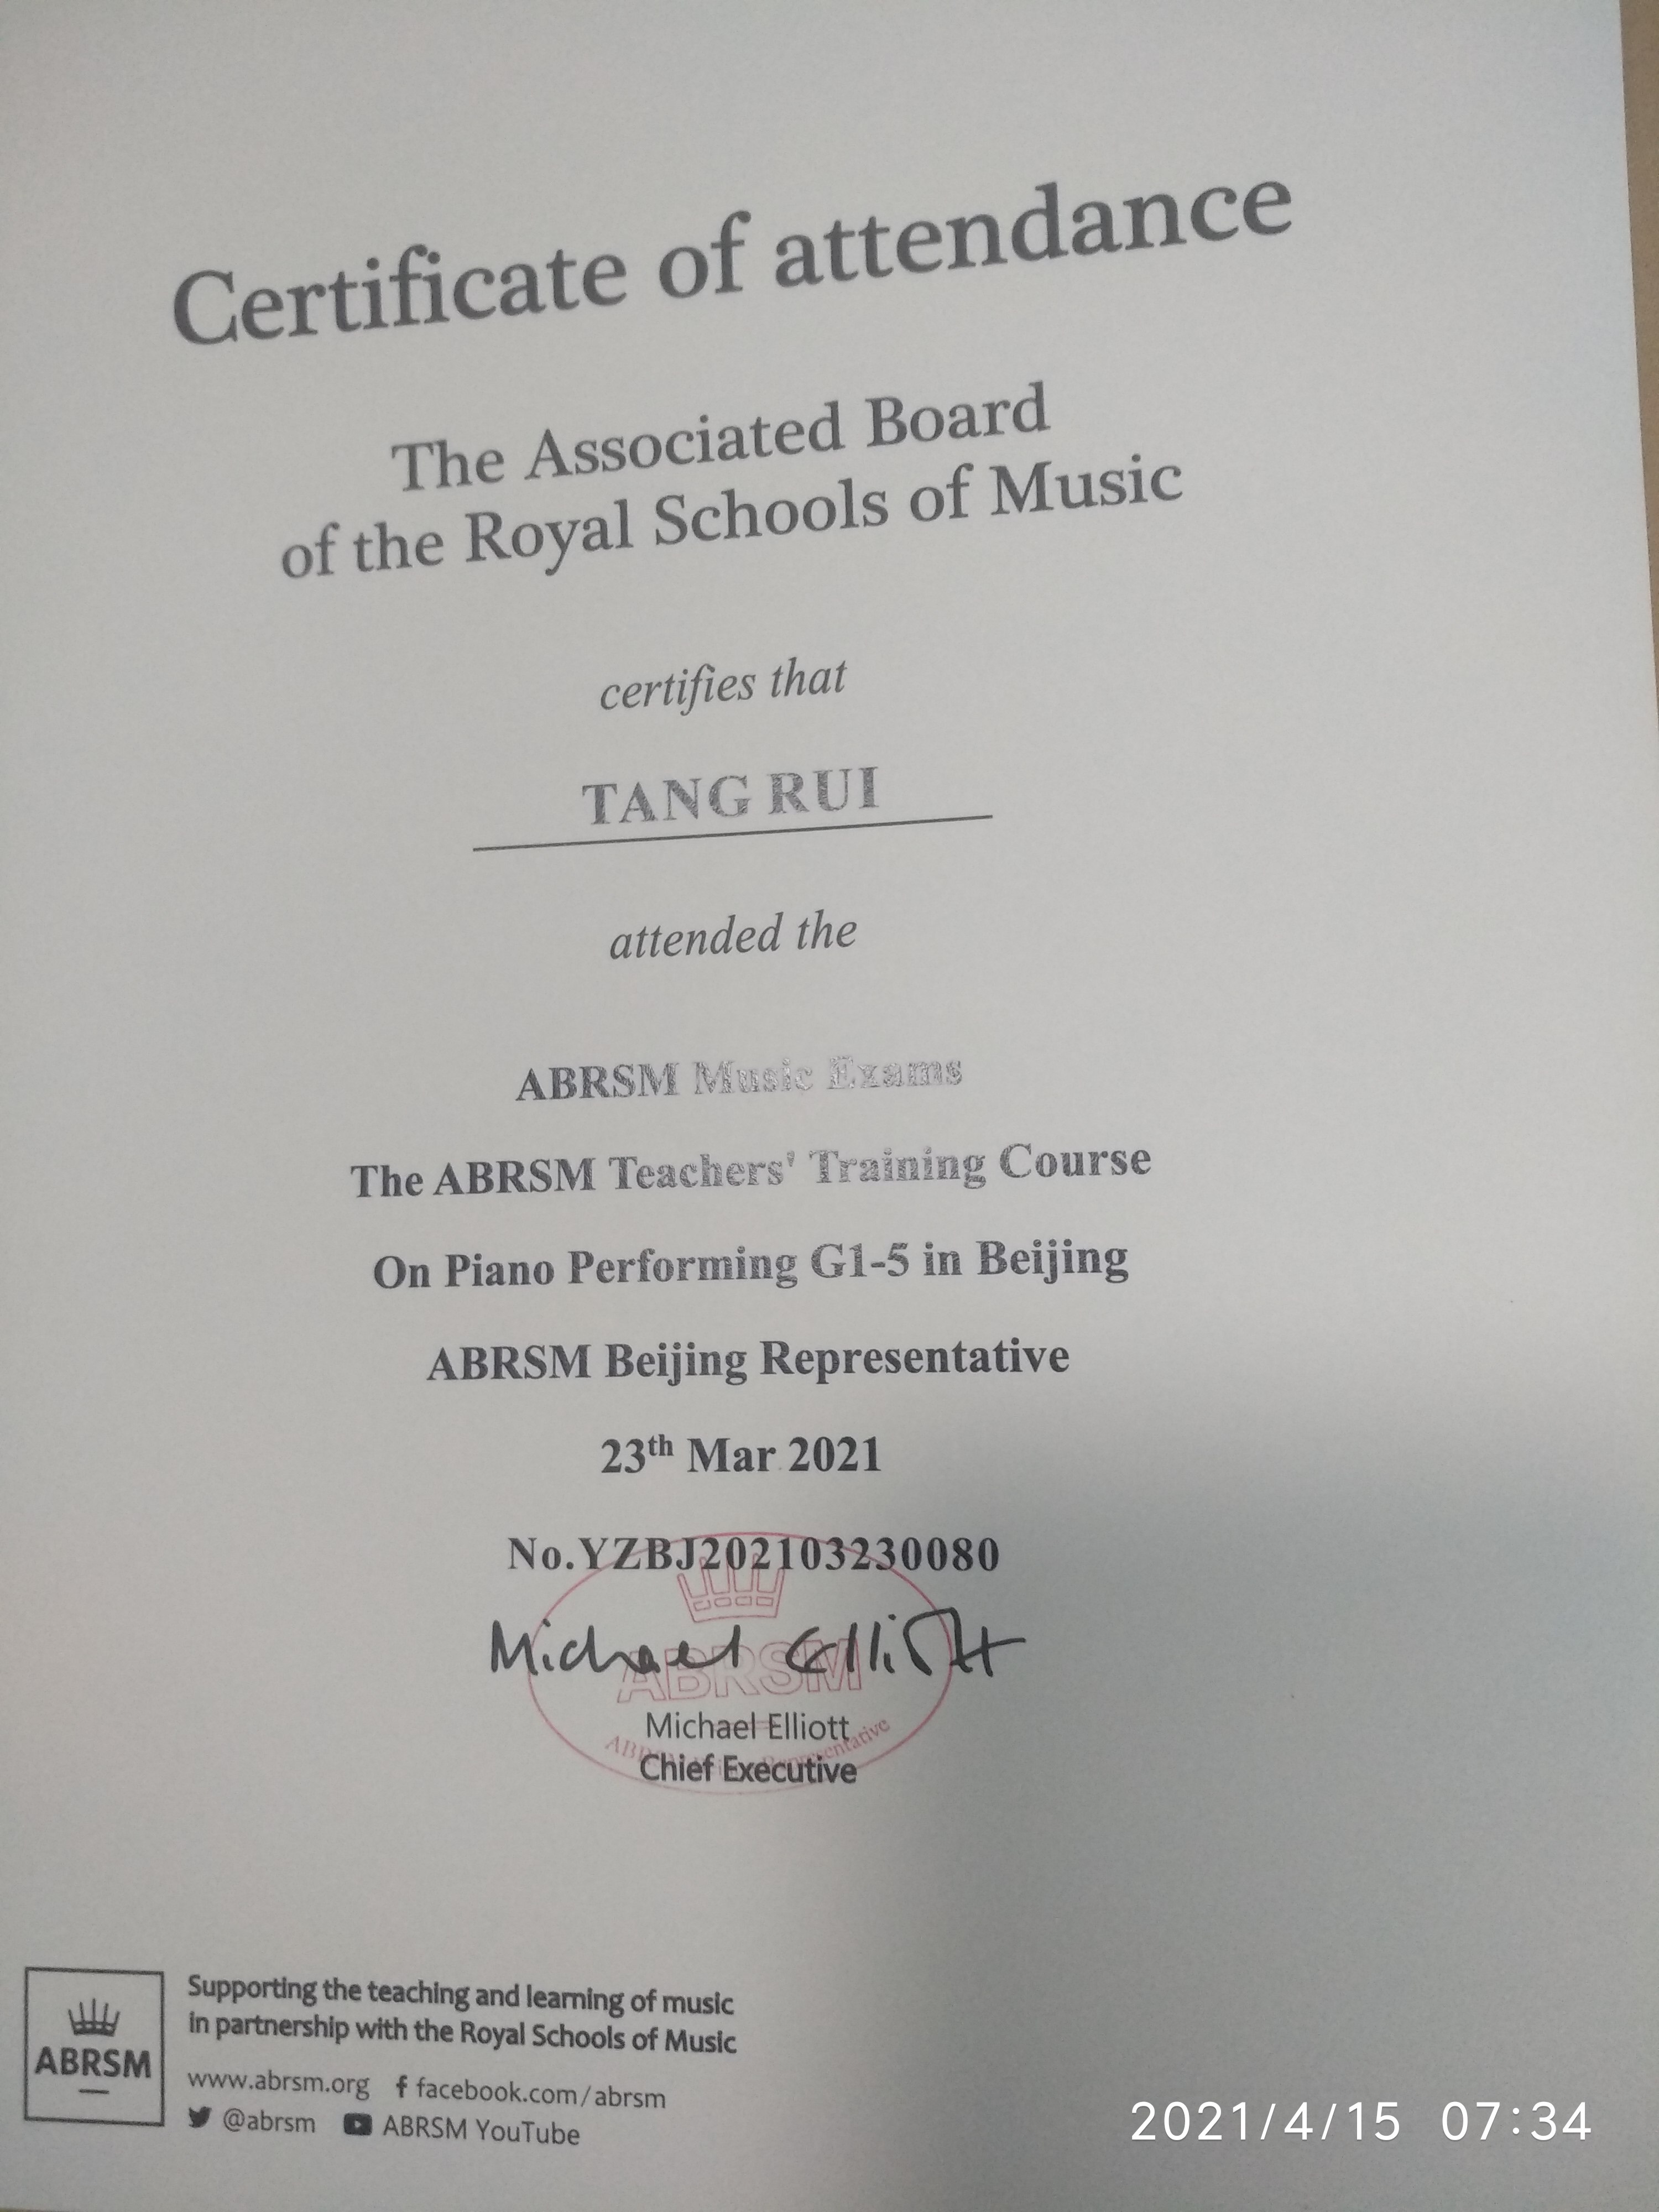 Certificate of attendance
The Associated Board
of the Royal Schools of Music
certifies that
TANG RUI
attended the
ABRSM Music Exams
The ABRSM Teachers' Training Course
On Piano Performing G1-5 in Beijing
ABRSM Beijing Representative
23th Mar 2021
No.YZBJ202103230080
Michael Elliott
ABRSM
Michael Elliott
Chief Executive
Representative
ABRSM
Supporting the teaching and learning of music
in partnership with the Royal Schools of Music
www.abrsm.org f facebook.com/abrsm
@abrsm ABRSM YouTube
2021/4/15 07:34